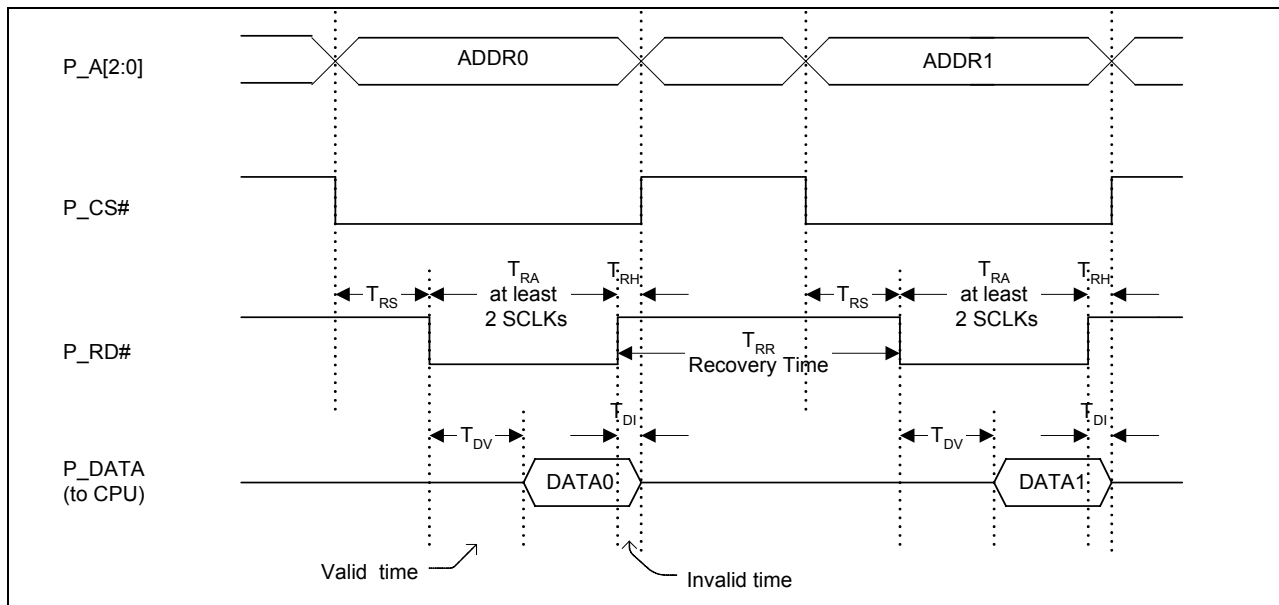 P_A[2:0]
ADDR0
ADDR1
P_CS#
T_RS
T_RA
at least
2 SCLKs
T_RH
T_RS
T_RA
at least
2 SCLKs
T_RH
P_RD#
T_RR
Recovery Time
T_DV
T_DI
T_DV
T_DI
P_DATA
(to CPU)
DATA0
DATA1
Valid time
Invalid time